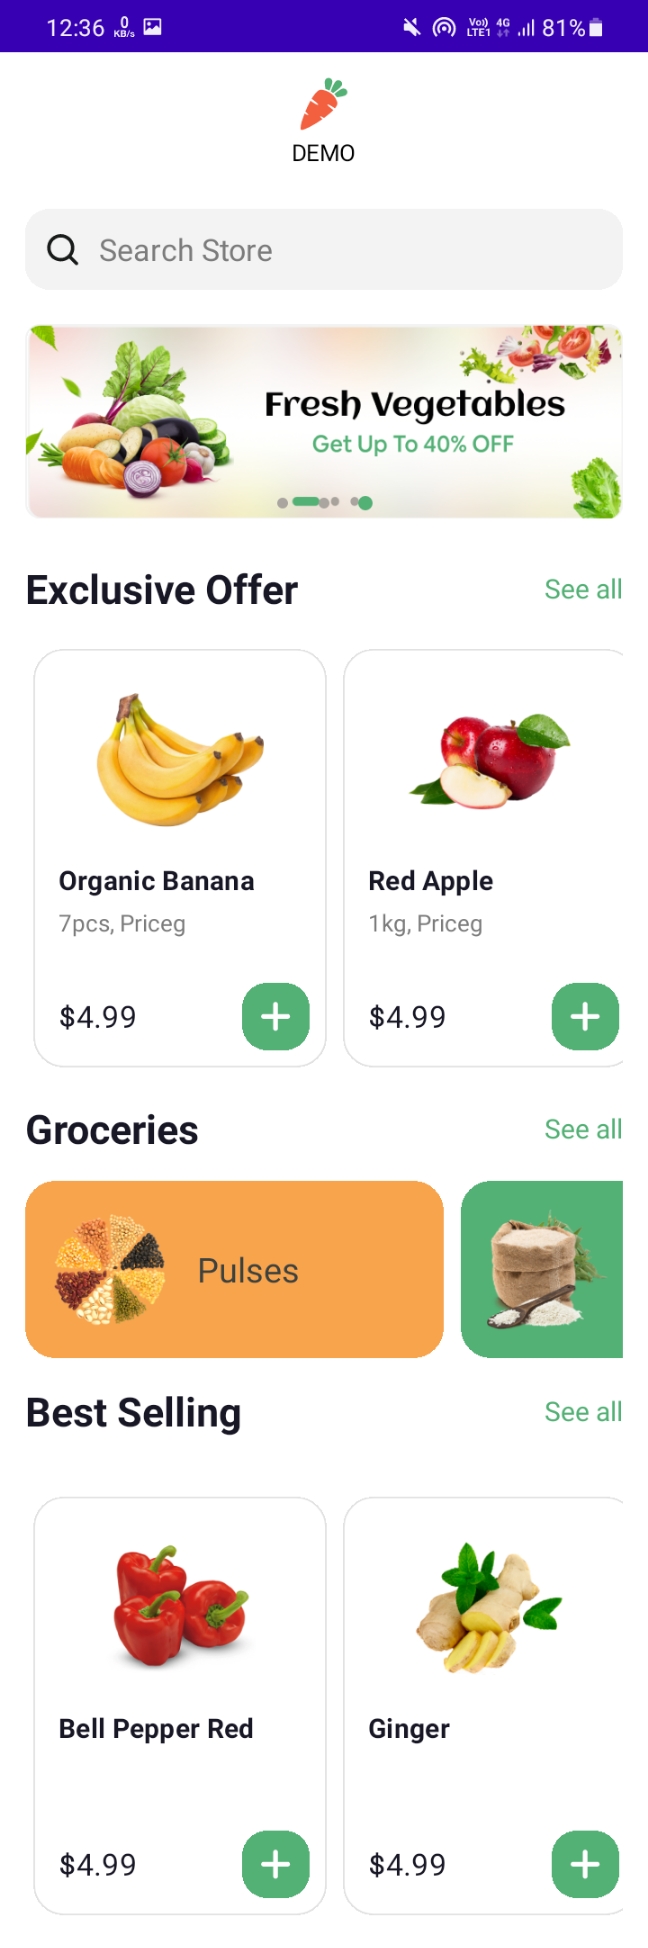 12:36 0 KB/s Vo) LTE1 4G 81%
DEMO
Search Store
Fresh Vegetables
Get Up To 40% OFF
Exclusive Offer See all
Organic Banana Red Apple
7pcs, Priceg 1kg, Priceg
$4.99 $4.99
Groceries See all
Pulses
Best Selling See all
Bell Pepper Red Ginger
$4.99 $4.99